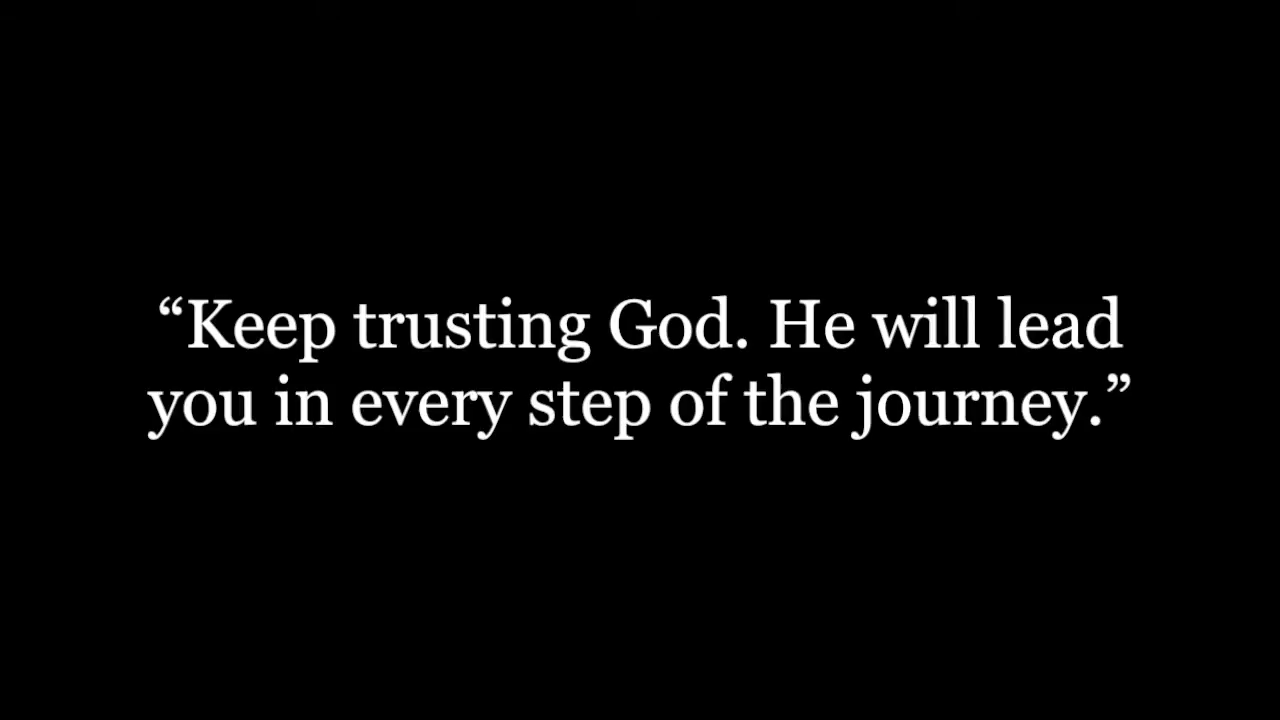 “Keep trusting God. He will lead
you in every step of the journey.”